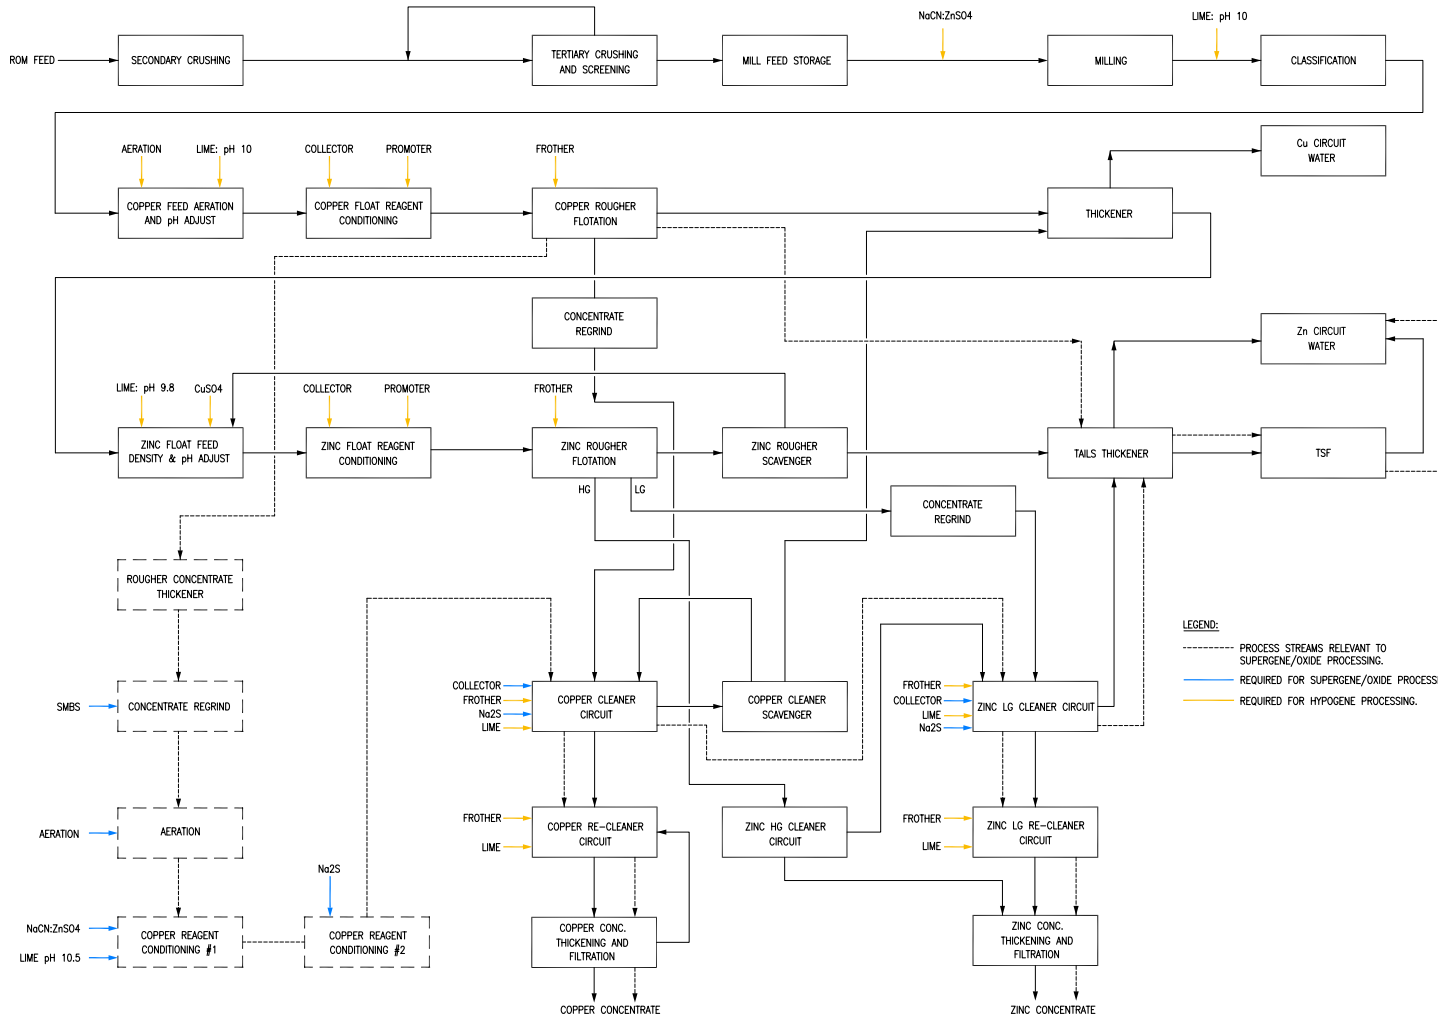 NaCN:ZnSO4
LIME: pH 10
ROM FEED
SECONDARY CRUSHING
TERTIARY CRUSHING
AND SCREENING
MILL FEED STORAGE
MILLING
CLASSIFICATION
AERATION
LIME: pH 10
COLLECTOR
PROMOTER
FROTHER
Cu CIRCUIT
WATER
COPPER FEED AERATION
AND pH ADJUST
COPPER FLOAT REAGENT
CONDITIONING
COPPER ROUGHER
FLOTATION
THICKENER
CONCENTRATE
REGRIND
Zn CIRCUIT
WATER
LIME: pH 9.8
CuSO4
COLLECTOR
PROMOTER
FROTHER
ZINC FLOAT FEED
DENSITY & pH ADJUST
ZINC FLOAT REAGENT
CONDITIONING
ZINC ROUGHER
FLOTATION
ZINC ROUGHER
SCAVENGER
TAILS THICKENER
TSF
HG
LG
CONCENTRATE
REGRIND
ROUGHER CONCENTRATE
THICKENER
LEGEND:
PROCESS STREAMS RELEVANT TO
SUPERGENE/OXIDE PROCESSING.
REQUIRED FOR SUPERGENE/OXIDE PROCESSI
REQUIRED FOR HYPOGENE PROCESSING.
SMBS
CONCENTRATE REGRIND
COLLECTOR
FROTHER
Na2S
LIME
COPPER CLEANER
CIRCUIT
COPPER CLEANER
SCAVENGER
FROTHER
COLLECTOR
LIME
Na2S
ZINC LG CLEANER CIRCUIT
AERATION
AERATION
FROTHER
LIME
COPPER RE-CLEANER
CIRCUIT
ZINC HG CLEANER
CIRCUIT
FROTHER
LIME
ZINC LG RE-CLEANER
CIRCUIT
Na2S
NaCN:ZnSO4
LIME pH 10.5
COPPER REAGENT
CONDITIONING #1
COPPER REAGENT
CONDITIONING #2
COPPER CONC.
THICKENING AND
FILTRATION
ZINC CONC.
THICKENING AND
FILTRATION
COPPER CONCENTRATE
ZINC CONCENTRATE